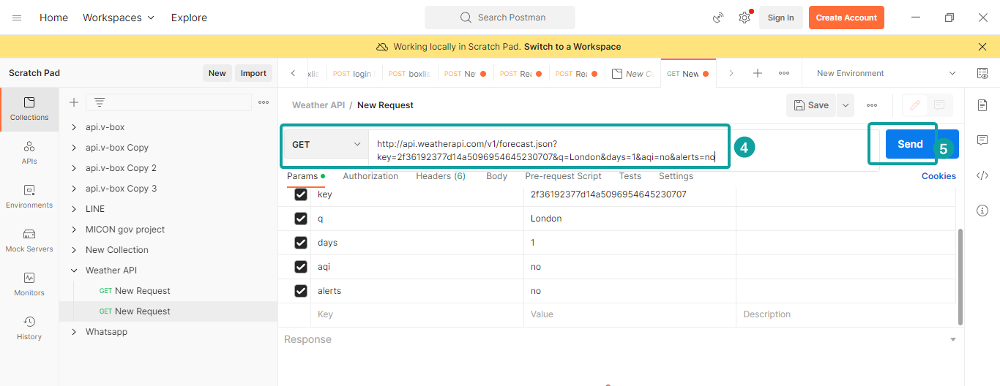 Home Workspaces Explore Search Postman Sign In Create Account
Working locally in Scratch Pad. Switch to a Workspace
Scratch Pad New Import
POST login POST boxlis POST Ne POST Rea POST Rea New C GET New New Environment
Collections
APIs
Environments
Mock Servers
Monitors
History
api.v-box
api.v-box Copy
api.v-box Copy 2
api.v-box Copy 3
LINE
MICON gov project
New Collection
Weather API
GET New Request
GET New Request
Whatsapp
Weather API / New Request Save
GET
http://api.weatherapi.com/v1/forecast.json?
key=2f36192377d14a5096954645230707&q=London&days=1&aqi=no&alerts=no
4
Send
5
Params Authorization Headers (6) Body Pre-request Script Tests Settings Cookies
key 2f36192377d14a5096954645230707
q London
days 1
aqi no
alerts no
Key Value Description
Response